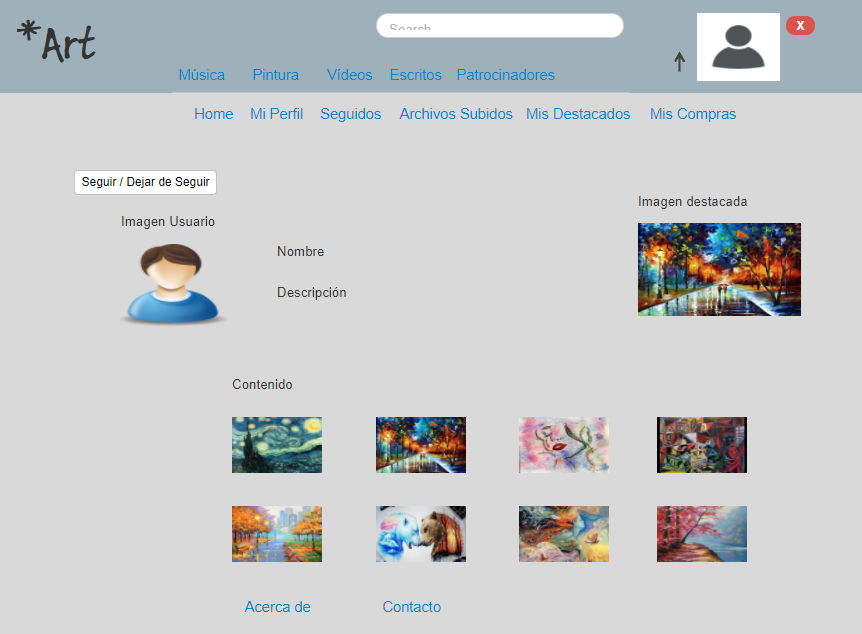 *Art
Search
X
Música Pintura Vídeos Escritos Patrocinadores
Home Mi Perfil Seguidos Archivos Subidos Mis Destacados Mis Compras
Seguir / Dejar de Seguir
Imagen destacada
Imagen Usuario
Nombre
Descripción
Contenido
Acerca de Contacto